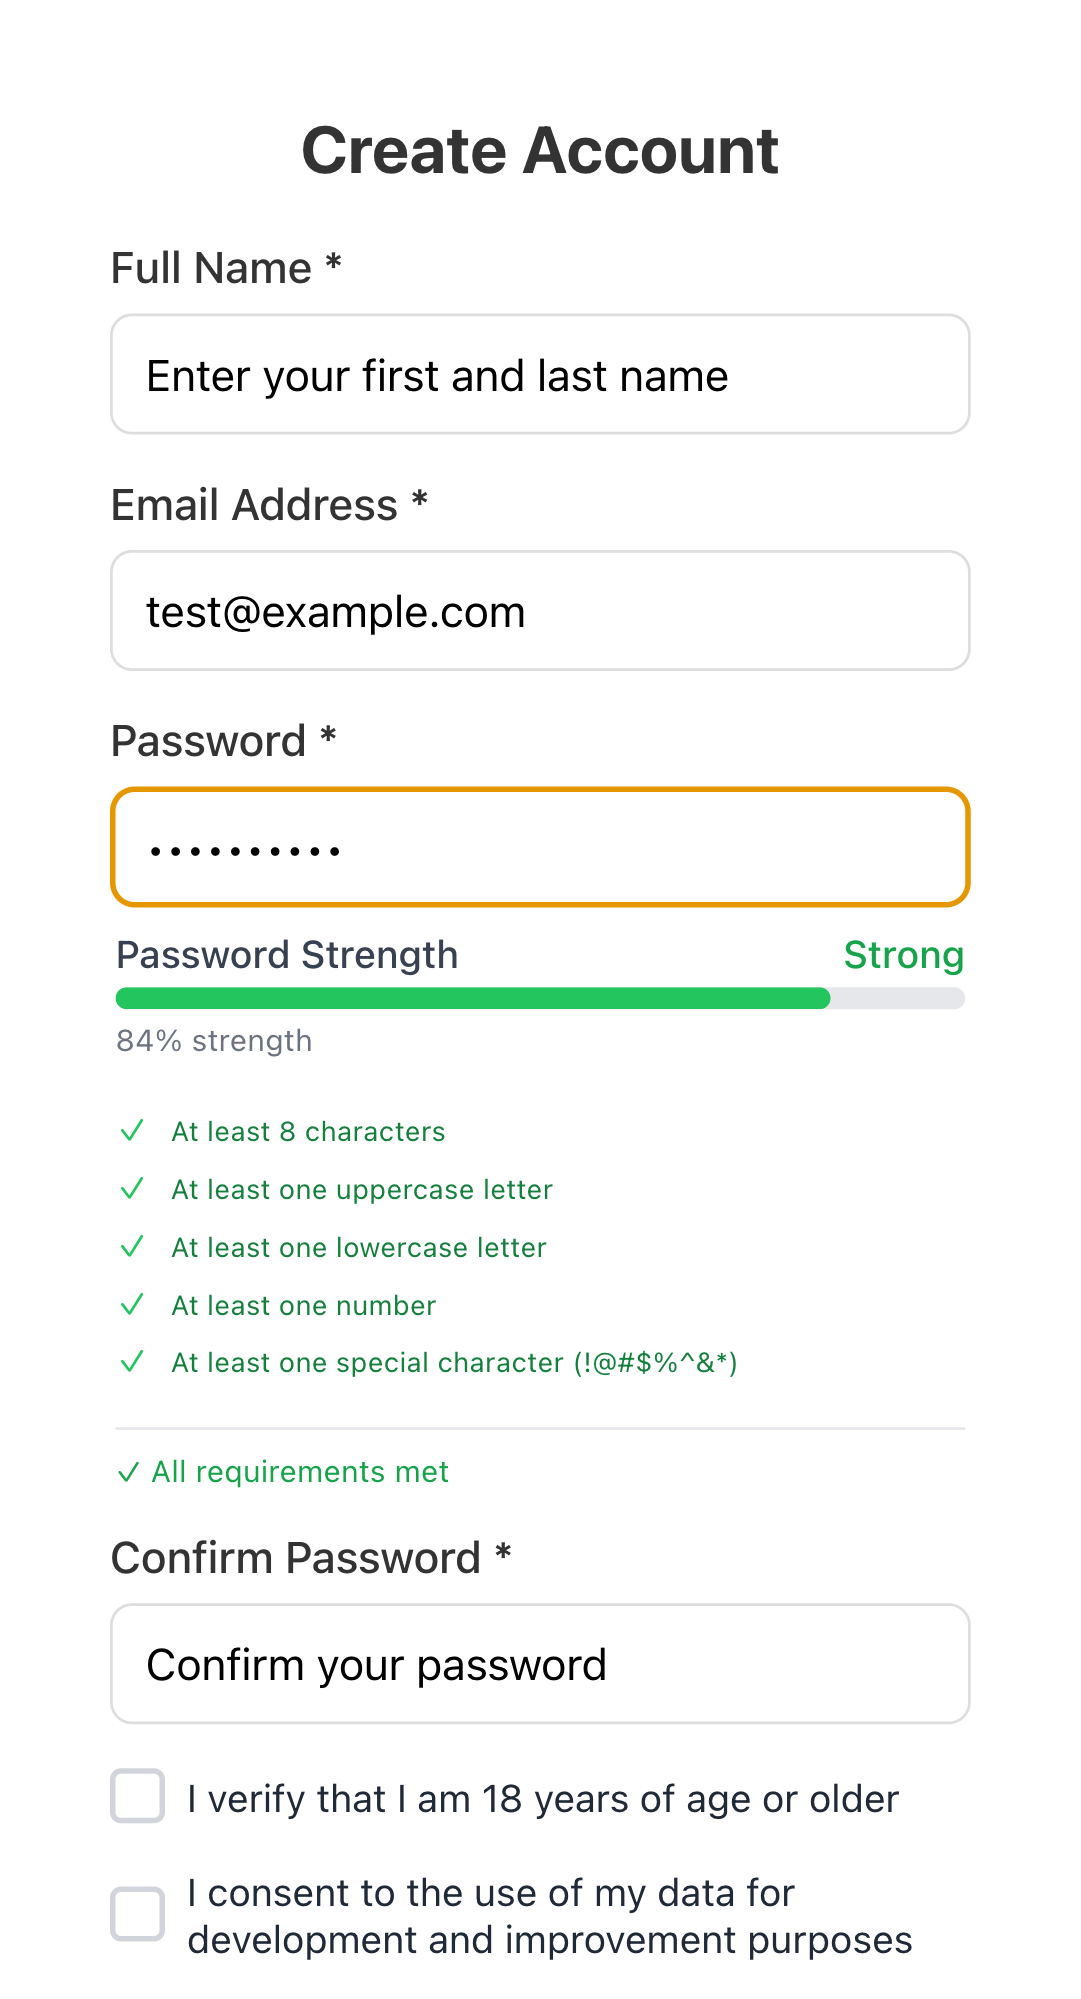 Create Account
Full Name *
Enter your first and last name
Email Address *
test@example.com
Password *
••••••••••
Password Strength Strong
84% strength
✓ At least 8 characters
✓ At least one uppercase letter
✓ At least one lowercase letter
✓ At least one number
✓ At least one special character (!@#$%^&*)
✓ All requirements met
Confirm Password *
Confirm your password
I verify that I am 18 years of age or older
I consent to the use of my data for
development and improvement purposes